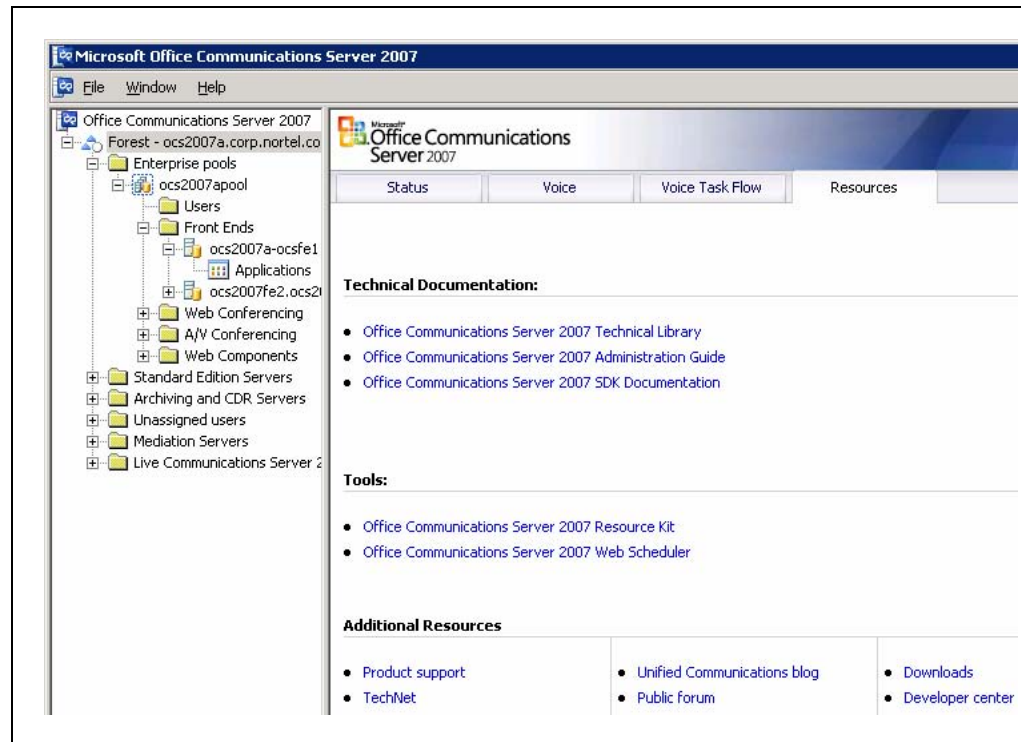 Microsoft Office Communications Server 2007
File Window Help
Office Communications Server 2007
Forest - ocs2007a.corp.nortel.co
Enterprise pools
ocs2007apool
Users
Front Ends
ocs2007a-ocsfe1
Applications
ocs2007fe2.ocs20
Web Conferencing
A/V Conferencing
Web Components
Standard Edition Servers
Archiving and CDR Servers
Unassigned users
Mediation Servers
Live Communications Server 2
Microsoft
Office Communications
Server 2007
Status Voice Voice Task Flow Resources
Technical Documentation:
• Office Communications Server 2007 Technical Library
• Office Communications Server 2007 Administration Guide
• Office Communications Server 2007 SDK Documentation
Tools:
• Office Communications Server 2007 Resource Kit
• Office Communications Server 2007 Web Scheduler
Additional Resources
• Product support • Unified Communications blog • Downloads
• TechNet • Public forum • Developer center